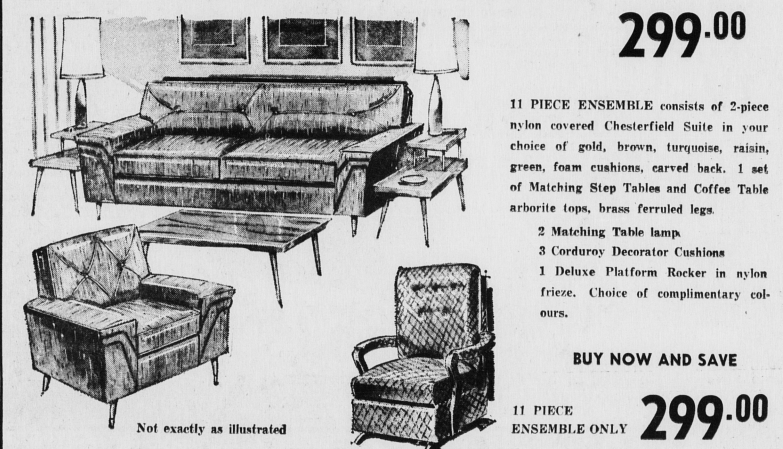 299.00
11 PIECE ENSEMBLE consists of 2-piece
nylon covered Chesterfield Suite in your
choice of gold, brown, turquoise, raisin,
green, foam cushions, carved back. 1 set
of Matching Step Tables and Coffee Table
arborite tops, brass ferruled legs.
2 Matching Table lamp
3 Corduroy Decorator Cushions
1 Deluxe Platform Rocker in nylon
frieze. Choice of complimentary col-
ours.
BUY NOW AND SAVE
11 PIECE
ENSEMBLE ONLY 299.00
Not exactly as illustrated